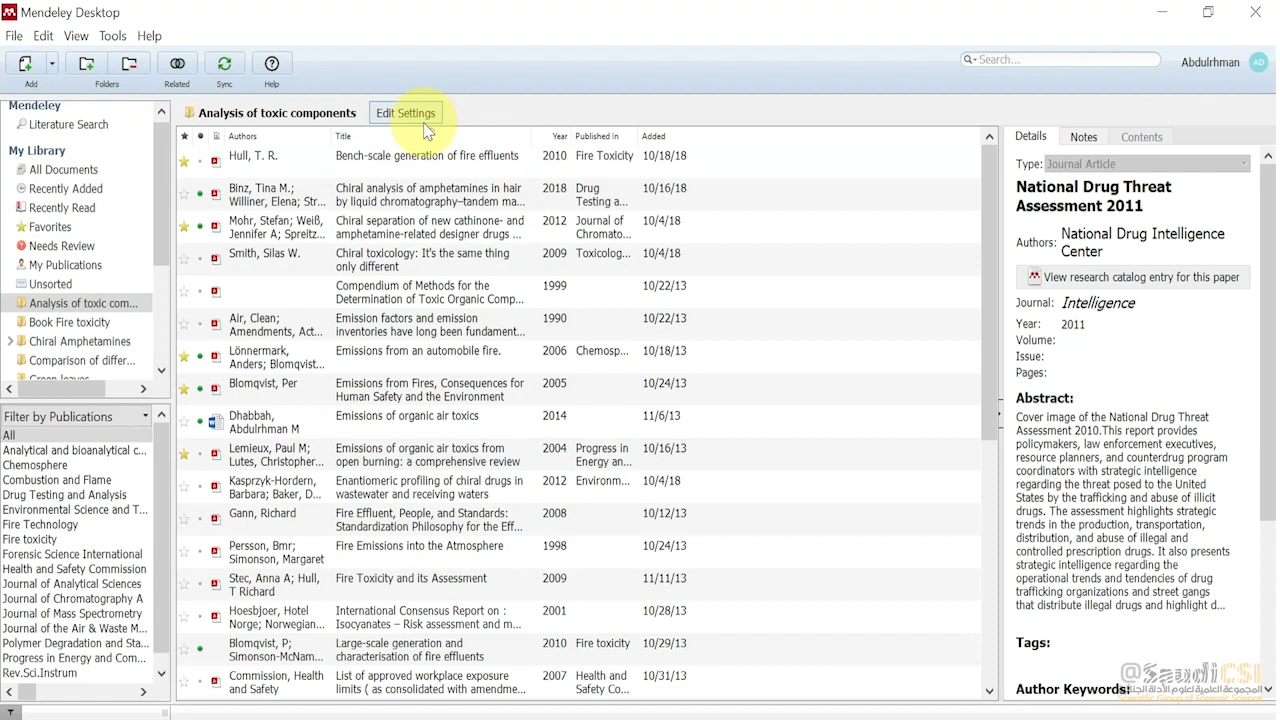 Mendeley Desktop
File Edit View Tools Help
Add Folders Related Sync Help
Search...
Abdulrhman AD
Mendeley
Literature Search
My Library
All Documents
Recently Added
Recently Read
Favorites
Needs Review
My Publications
Unsorted
Analysis of toxic com...
Book Fire toxicity
Chiral Amphetamines
Comparison of differ...
Green leaves
Filter by Publications
All
Analytical and bioanalytical c...
Chemosphere
Combustion and Flame
Drug Testing and Analysis
Environmental Science and T...
Fire Technology
Fire toxicity
Forensic Science International
Health and Safety Commission
Journal of Analytical Sciences
Journal of Chromatography A
Journal of Mass Spectrometry
Journal of the Air & Waste M...
Polymer Degradation and Sta...
Progress in Energy and Com...
Rev.Sci.Instrum
Analysis of toxic components Edit Settings
Authors Title Year Published In Added
Hull, T. R. Bench-scale generation of fire effluents 2010 Fire Toxicity 10/18/18
Binz, Tina M.; Chiral analysis of amphetamines in hair 2018 Drug 10/16/18
Williner, Elena; Str... by liquid chromatography–tandem ma... Testing a...
Mohr, Stefan; Weiß, Chiral separation of new cathinone- and 2012 Journal of 10/4/18
Jennifer A; Spreitz... amphetamine-related designer drugs ... Chromato...
Smith, Silas W. Chiral toxicology: It's the same thing 2009 Toxicolog... 10/4/18
only different
Compendium of Methods for the 1999 10/22/13
Determination of Toxic Organic Comp...
Air, Clean; Emission factors and emission 1990 10/22/13
Amendments, Act... inventories have long been fundament...
Lönnermark, Emissions from an automobile fire. 2006 Chemosp... 10/18/13
Anders; Blomqvist...
Blomqvist, Per Emissions from Fires, Consequences for 2005 10/24/13
Human Safety and the Environment
Dhabbah, Emissions of organic air toxics 2014 11/6/13
Abdulrhman M
Lemieux, Paul M; Emissions of organic air toxics from 2004 Progress in 10/16/13
Lutes, Christopher... open burning: a comprehensive review Energy an...
Kasprzyk-Hordern, Enantiomeric profiling of chiral drugs in 2012 Environm... 10/4/18
Barbara; Baker, D... wastewater and receiving waters
Gann, Richard Fire Effluent, People, and Standards: 2008 10/12/13
Standardization Philosophy for the Eff...
Persson, Bmr; Fire Emissions into the Atmosphere 1998 10/24/13
Simonson, Margaret
Stec, Anna A; Hull, Fire Toxicity and its Assessment 2009 11/11/13
T Richard
Hoesbjoer, Hotel International Consensus Report on : 2001 10/28/13
Norge; Norwegian... Isocyanates – Risk assessment and m...
Blomqvist, P; Large-scale generation and 2010 Fire toxicity 10/29/13
Simonson-McNam... characterisation of fire effluents
Commission, Health List of approved workplace exposure 2007 Health and 10/31/13
and Safety limits ( as consolidated with amendme... Safety Co...
Details Notes Contents
Type: Journal Article
National Drug Threat
Assessment 2011
Authors: National Drug Intelligence
Center
View research catalog entry for this paper
Journal: Intelligence
Year: 2011
Volume:
Issue:
Pages:
Abstract:
Cover image of the National Drug Threat
Assessment 2010.This report provides
policymakers, law enforcement executives,
resource planners, and counterdrug program
coordinators with strategic intelligence
regarding the threat posed to the United
States by the trafficking and abuse of illicit
drugs. The assessment highlights strategic
trends in the production, transportation,
distribution, and abuse of illegal and
controlled prescription drugs. It also presents
strategic intelligence regarding the
operational trends and tendencies of drug
trafficking organizations and street gangs
that distribute illegal drugs and highlight d...
Tags:
Author Keywords:
@SaudiCSI
المجموعة العلمية لعلوم الأدلة الجنائية
Scientific Group of Forensic Science